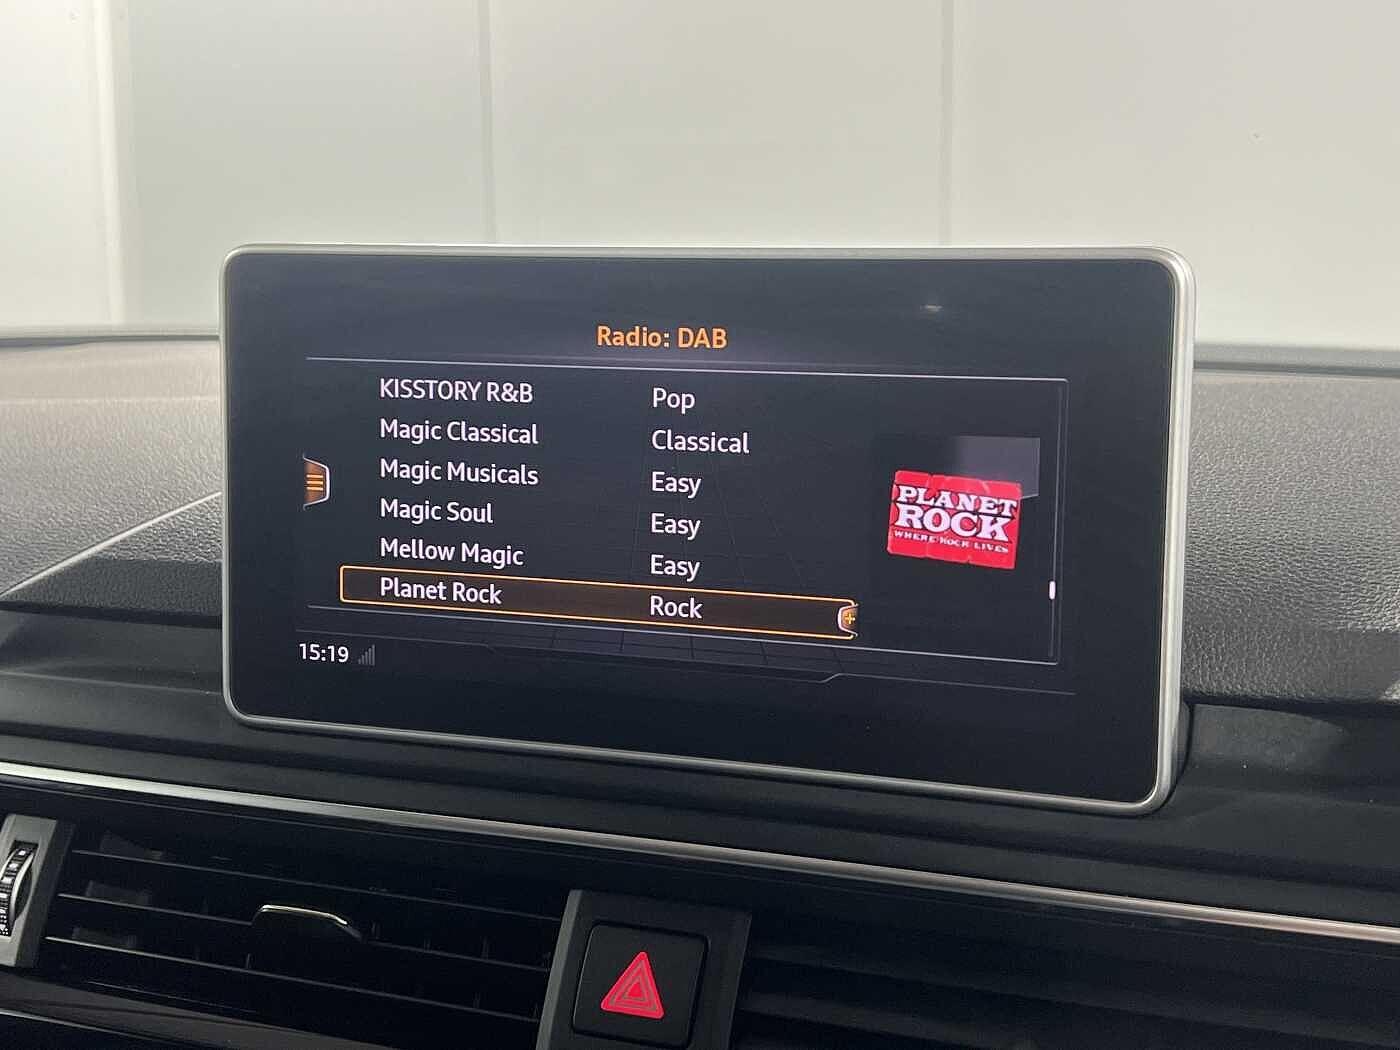 Radio: DAB
KISSTORY R&B Pop
Magic Classical Classical
Magic Musicals Easy
Magic Soul Easy
Mellow Magic Easy
Planet Rock Rock
PLANET
ROCK
WHERE ROCK LIVES
15:19